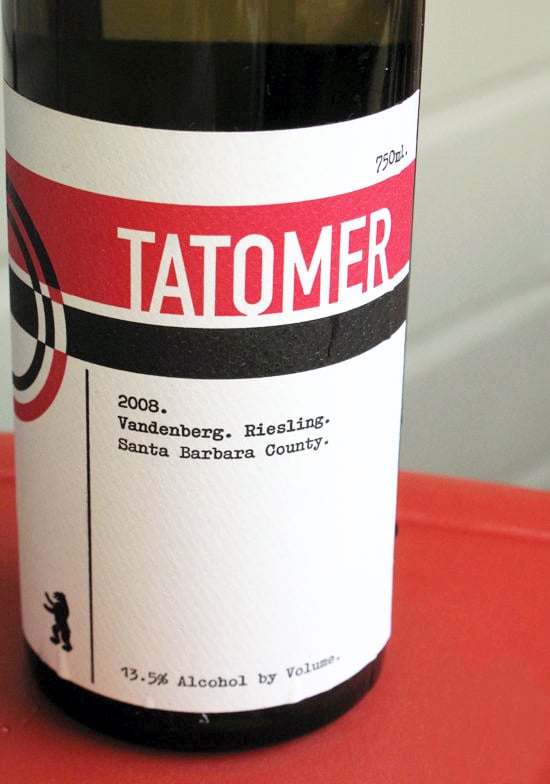 750ml.
TATOMER
2008.
Vandenberg. Riesling.
Santa Barbara County.
13.5% Alcohol by Volume.